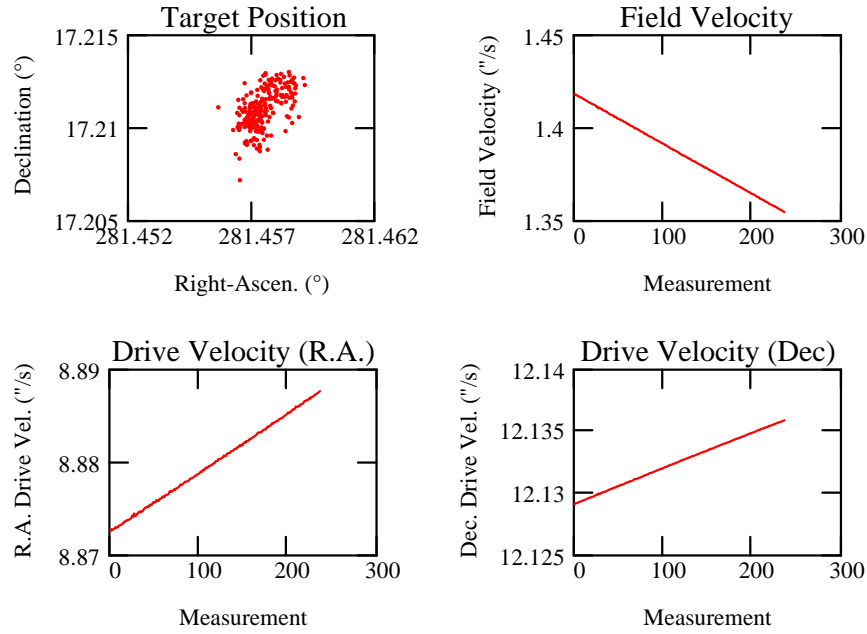 Target Position
Declination (°)
17.215
17.21
17.205
281.452
281.457
281.462
Right-Ascen. (°)
Field Velocity
Field Velocity ("/s)
1.45
1.4
1.35
0
100
200
300
Measurement
Drive Velocity (R.A.)
R.A. Drive Vel. ("/s)
8.89
8.88
8.87
0
100
200
300
Measurement
Drive Velocity (Dec)
Dec. Drive Vel. ("/s)
12.14
12.135
12.13
12.125
0
100
200
300
Measurement